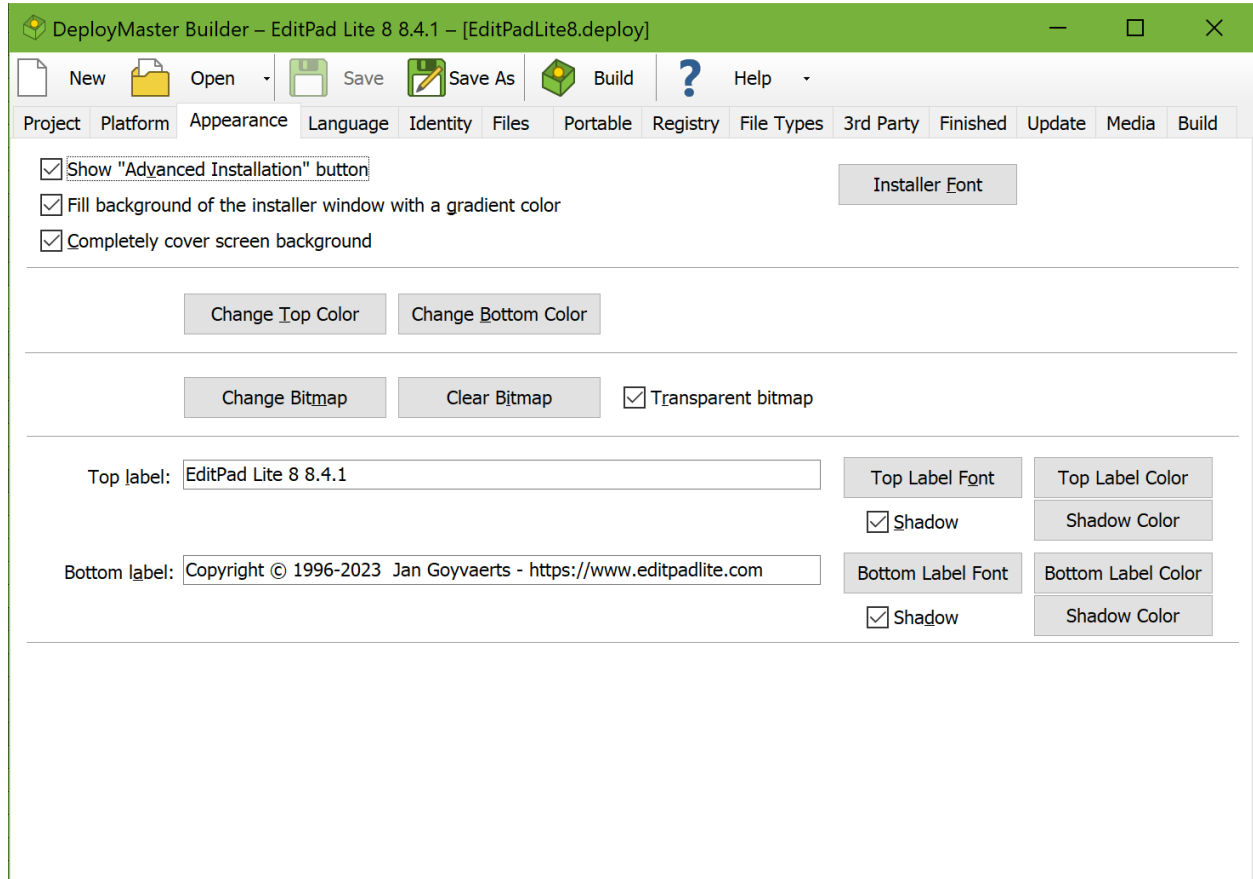 DeployMaster Builder – EditPad Lite 8 8.4.1 – [EditPadLite8.deploy]
New Open Save Save As Build ? Help
Project Platform Appearance Language Identity Files Portable Registry File Types 3rd Party Finished Update Media Build
Show "Advanced Installation" button
Installer Font
Fill background of the installer window with a gradient color
Completely cover screen background
Change Top Color Change Bottom Color
Change Bitmap Clear Bitmap Transparent bitmap
Top label: EditPad Lite 8 8.4.1 Top Label Font Top Label Color
Shadow Shadow Color
Bottom label: Copyright © 1996-2023  Jan Goyvaerts - https://www.editpadlite.com Bottom Label Font Bottom Label Color
Shadow Shadow Color